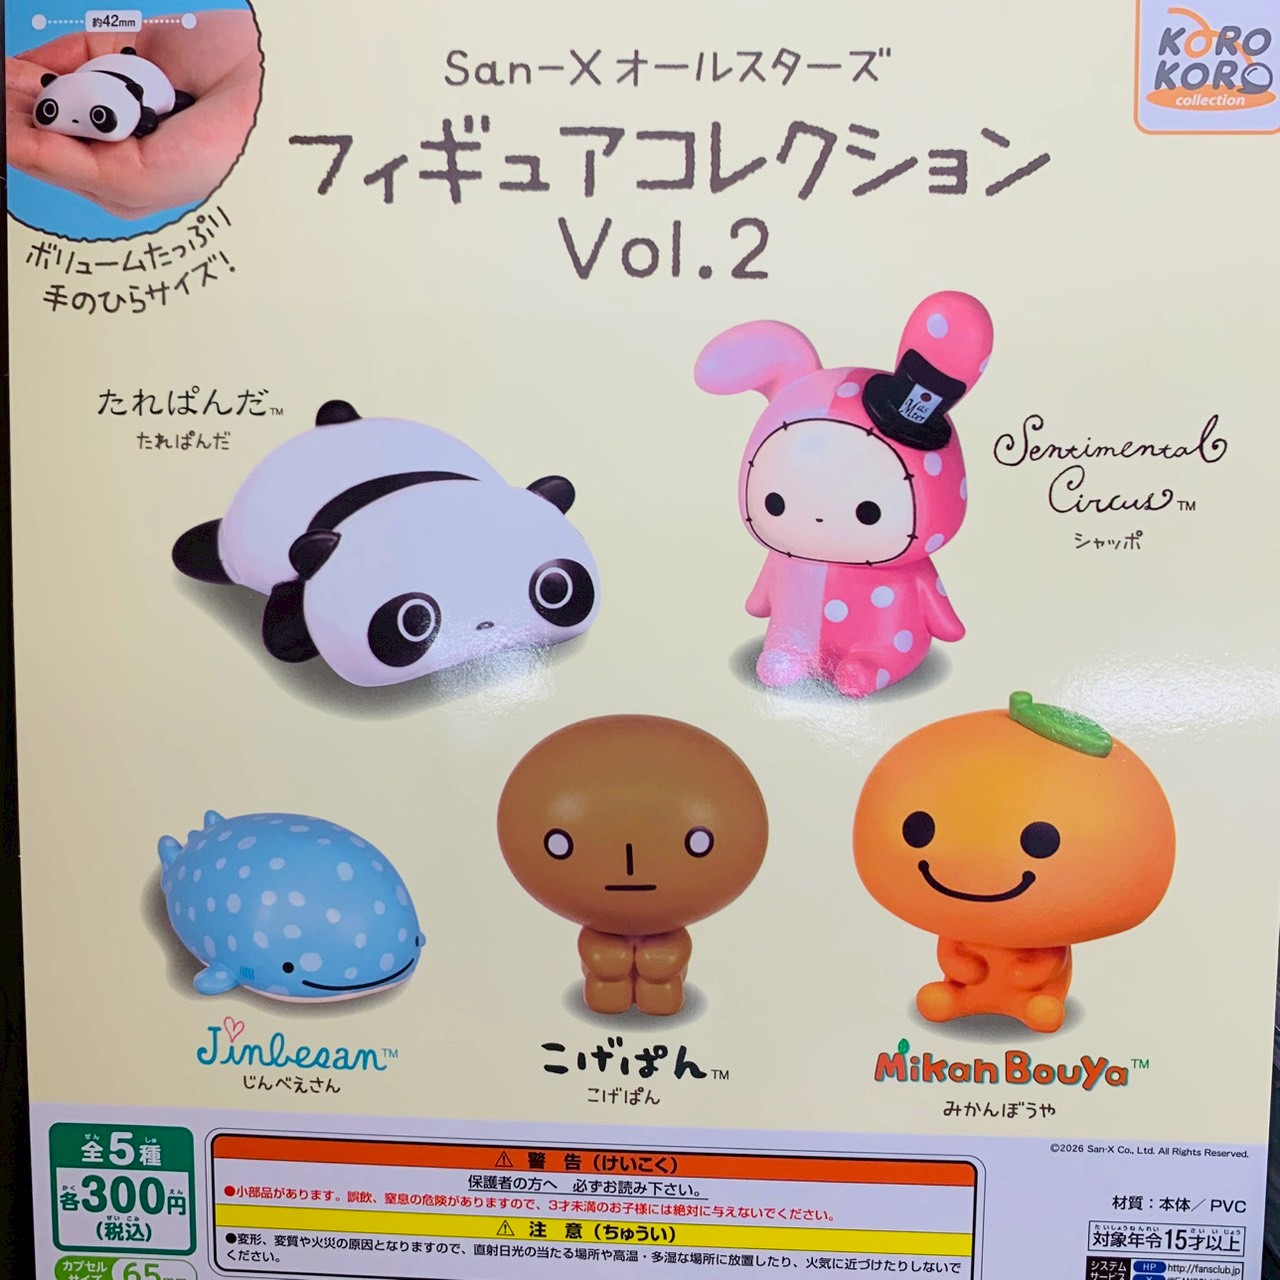 約42mm
ボリュームたっぷり
手のひらサイズ!
San-X オールスターズ
フィギュアコレクション
Vol.2
KORO
KORO
collection
たれぱんだ™
たれぱんだ
Master
Sentimental
Circus™
シャッポ
Jinbesan™
じんべえさん
こげぱん™
こげぱん
Mikan Bouya™
みかんぼうや
©2026 San-X Co., Ltd. All Rights Reserved.
全5種
各300円
(税込)
カプセル
サイズ 65mm
⚠ 警告(けいこく)
保護者の方へ 必ずお読み下さい。
●小部品があります。誤飲、窒息の危険がありますので、3才未満のお子様には絶対に与えないでください。
⚠ 注意(ちゅうい)
●変形、変質や火災の原因となりますので、直射日光の当たる場所や高温・多湿な場所に放置したり、火気に近づけたりしないで
ください。
材質:本体/PVC
対象年令15才以上
システム
サービス
HP http://fansclub.jp